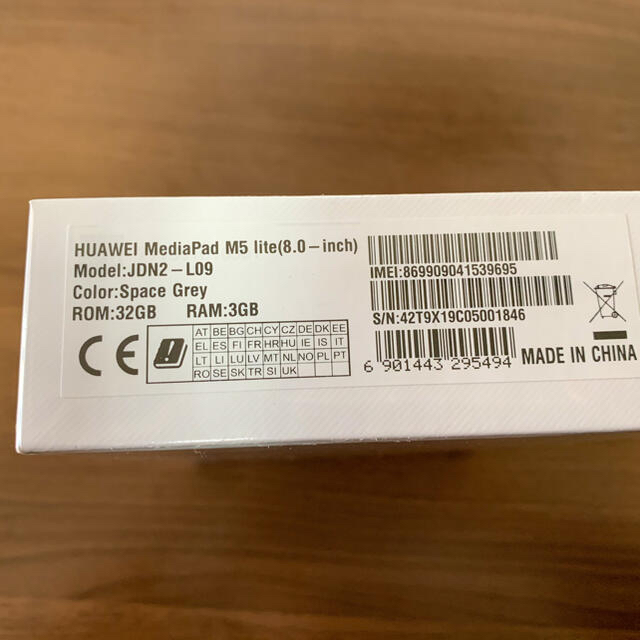 HUAWEI MediaPad M5 lite(8.0-inch)
Model:JDN2-L09
Color:Space Grey
ROM:32GB RAM:3GB
CE
AT BE BG CH CY CZ DE DK EE
EL ES FI FR HR HU IE IS IT
LT LI LU LV MT NL NO PL PT
RO SE SK TR SI UK
IMEI:869909041539695
S/N:42T9X19C05001846
6 901443 295494
MADE IN CHINA